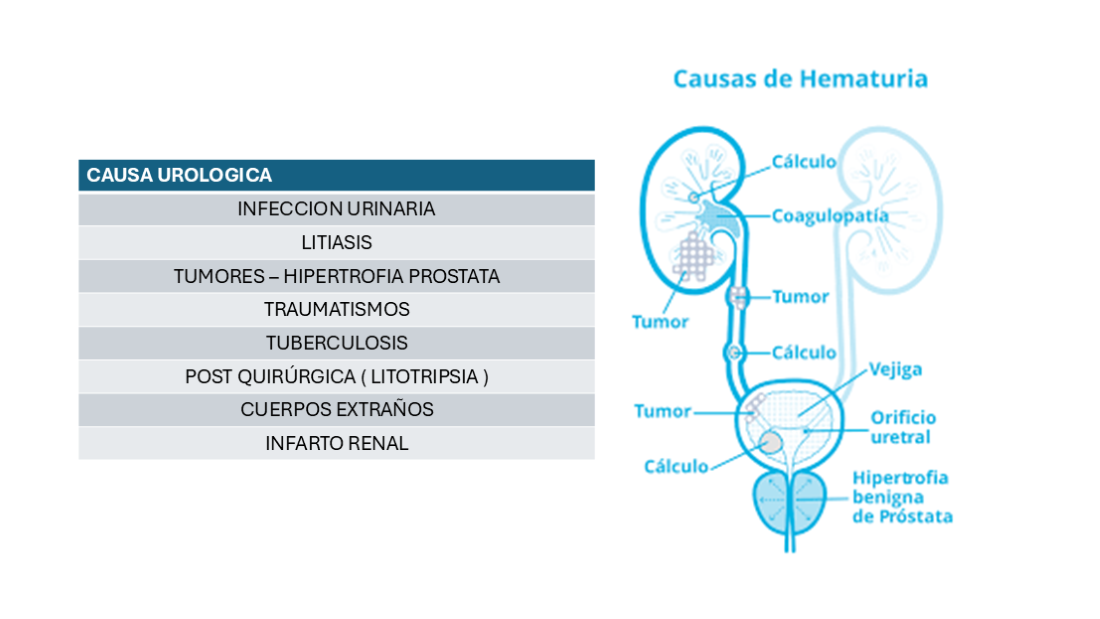 CAUSA UROLOGICA
INFECCION URINARIA
LITIASIS
TUMORES – HIPERTROFIA PROSTATA
TRAUMATISMOS
TUBERCULOSIS
POST QUIRÚRGICA ( LITOTRIPSIA )
CUERPOS EXTRAÑOS
INFARTO RENAL
Causas de Hematuria
Cálculo
Coagulopatía
Tumor
Tumor
Cálculo
Vejiga
Tumor
Orificio
uretral
Cálculo
Hipertrofia
benigna
de Próstata